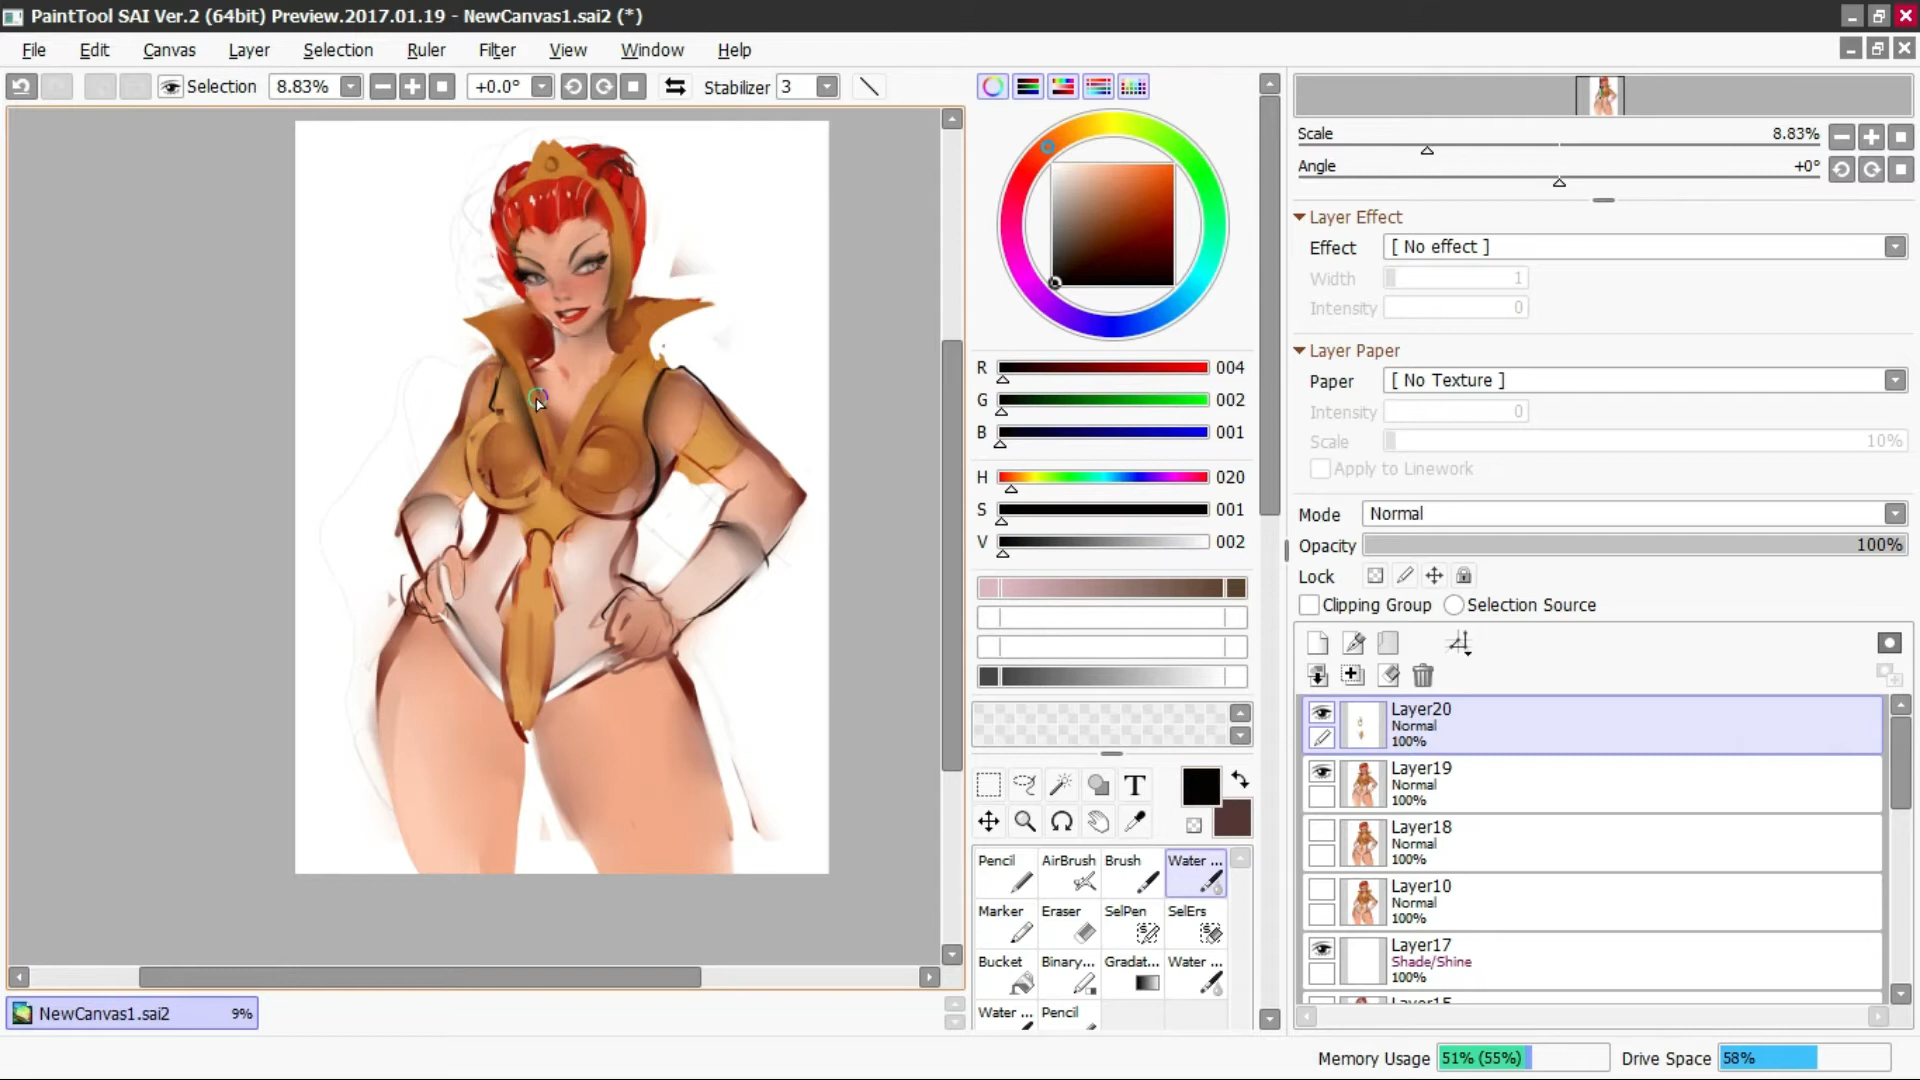 PaintTool SAI Ver.2 (64bit) Preview.2017.01.19 - NewCanvas1.sai2 (*)
File Edit Canvas Layer Selection Ruler Filter View Window Help
Selection 8.83% +0.0° Stabilizer 3
Scale 8.83%
Angle +0°
Layer Effect
Effect [ No effect ]
Width 1
Intensity 0
Layer Paper
Paper [ No Texture ]
Intensity 0
Scale 10%
Apply to Linework
Mode Normal
Opacity 100%
Lock
Clipping Group Selection Source
R 004
G 002
B 001
H 020
S 001
V 002
T
Pencil AirBrush Brush Water ...
Marker Eraser SelPen SelErs
Bucket Binary... Gradat... Water ...
Water ... Pencil
Layer20
Normal
100%
Layer19
Normal
100%
Layer18
Normal
100%
Layer10
Normal
100%
Layer17
Shade/Shine
100%
NewCanvas1.sai2 9%
Memory Usage 51% (55%) Drive Space 58%